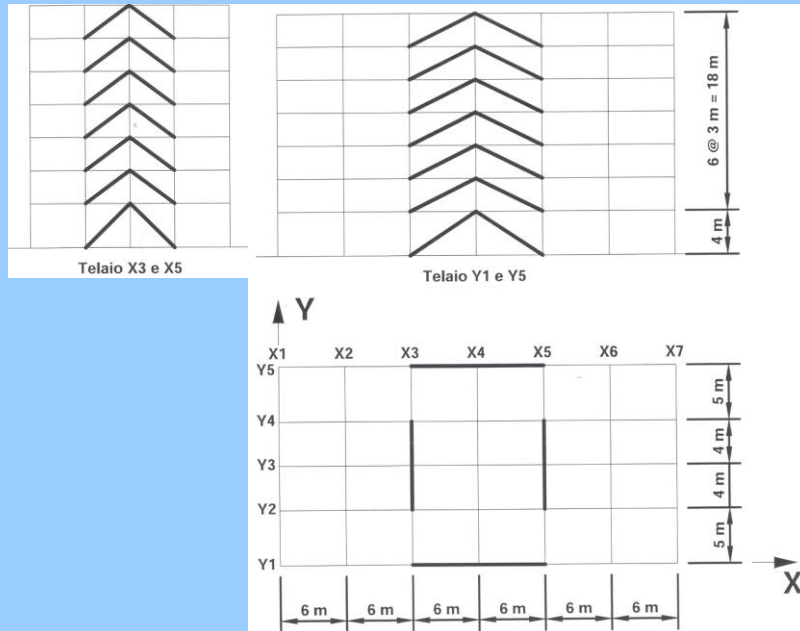 6 @ 3 m = 18 m
4 m
Telaio X3 e X5
Telaio Y1 e Y5
Y
X1 X2 X3 X4 X5 X6 X7
Y5
Y4
Y3
Y2
Y1
5 m
4 m
4 m
5 m
X
6 m 6 m 6 m 6 m 6 m 6 m